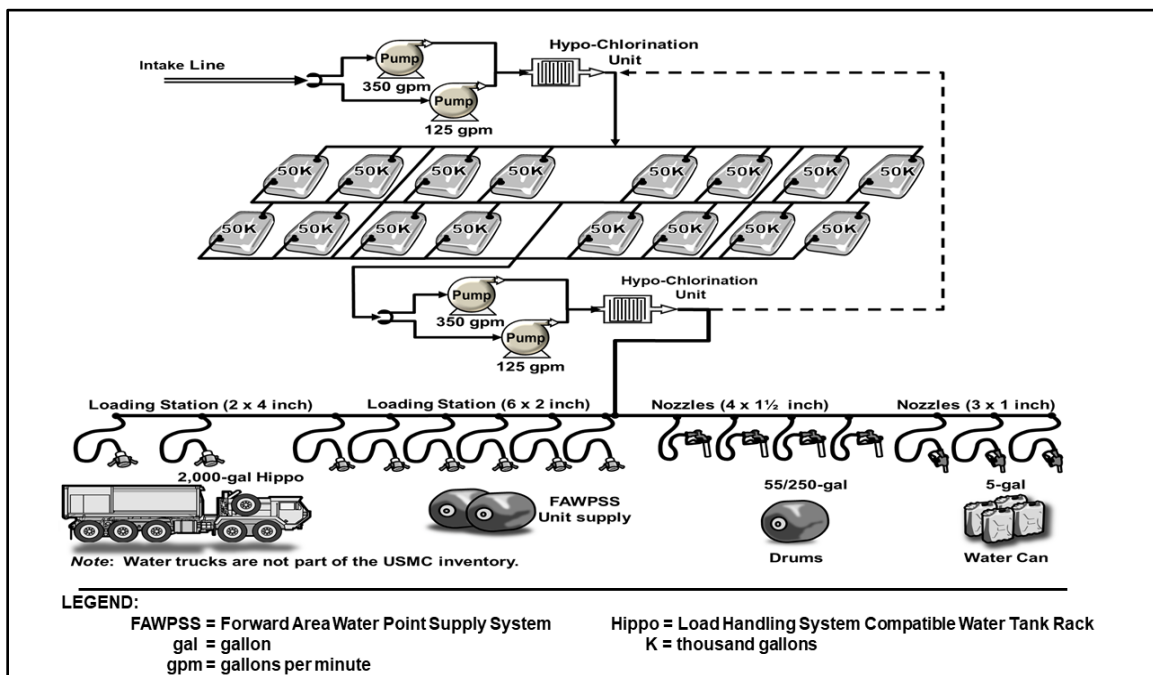 Hypo-Chlorination
Unit
Intake Line
Pump
350 gpm
Pump
125 gpm
50K 50K 50K 50K 50K 50K 50K 50K
50K 50K 50K 50K 50K 50K 50K 50K
Hypo-Chlorination
Unit
Pump
350 gpm
Pump
125 gpm
Loading Station (2 x 4 inch) Loading Station (6 x 2 inch) Nozzles (4 x 1½ inch) Nozzles (3 x 1 inch)
2,000-gal Hippo
FAWPSS
Unit supply
55/250-gal
Drums
5-gal
Water Can
Note: Water trucks are not part of the USMC inventory.
LEGEND:
FAWPSS = Forward Area Water Point Supply System
gal = gallon
gpm = gallons per minute
Hippo = Load Handling System Compatible Water Tank Rack
K = thousand gallons